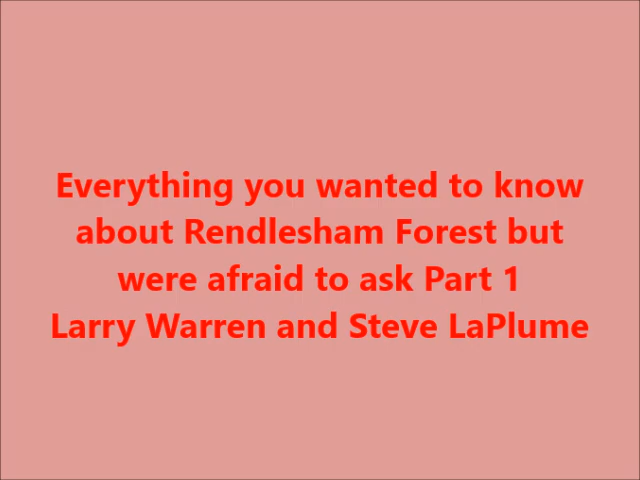 Everything you wanted to know
about Rendlesham Forest but
were afraid to ask Part 1
Larry Warren and Steve LaPlume